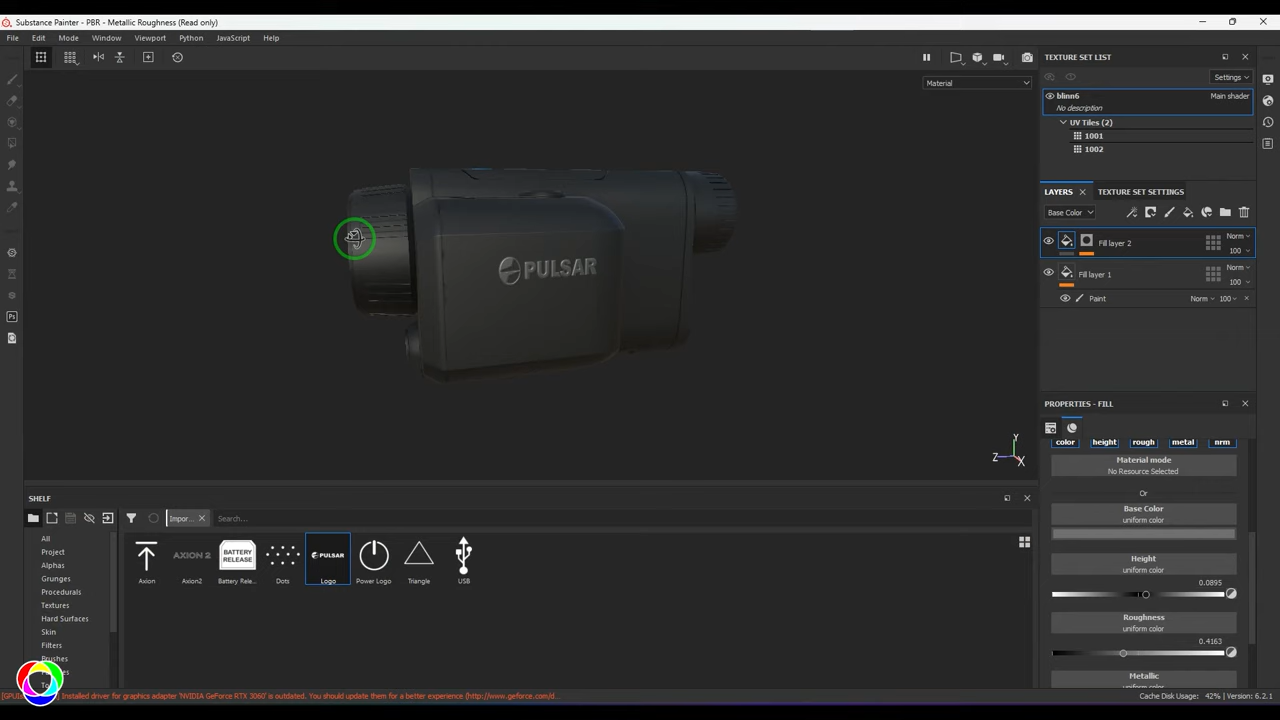 Substance Painter - PBR - Metallic Roughness (Read only)
File Edit Mode Window Viewport Python JavaScript Help
Material
TEXTURE SET LIST
Settings
blinn6 Main shader
No description
UV Tiles (2)
1001
1002
LAYERS TEXTURE SET SETTINGS
Base Color
Fill layer 2 Norm
100
Fill layer 1 Norm
100
Paint Norm 100
PULSAR
PROPERTIES - FILL
color height rough metal nrm
Material mode
No Resource Selected
Or
Base Color
uniform color
Height
uniform color
0.0895
Roughness
uniform color
0.4163
Metallic
Y
Z X
SHELF
Impor... Search...
All
Project
Alphas
Grunges
Procedurals
Textures
Hard Surfaces
Skin
Filters
Brushes
AXION 2 BATTERY RELEASE PULSAR
Axion Axion2 Battery Rele... Dots Logo Power Logo Triangle USB
Installed driver for graphics adapter 'NVIDIA GeForce RTX 3060' is outdated. You should update them for a better experience (http://www.geforce.com/d...
Cache Disk Usage: 42% | Version: 6.2.1